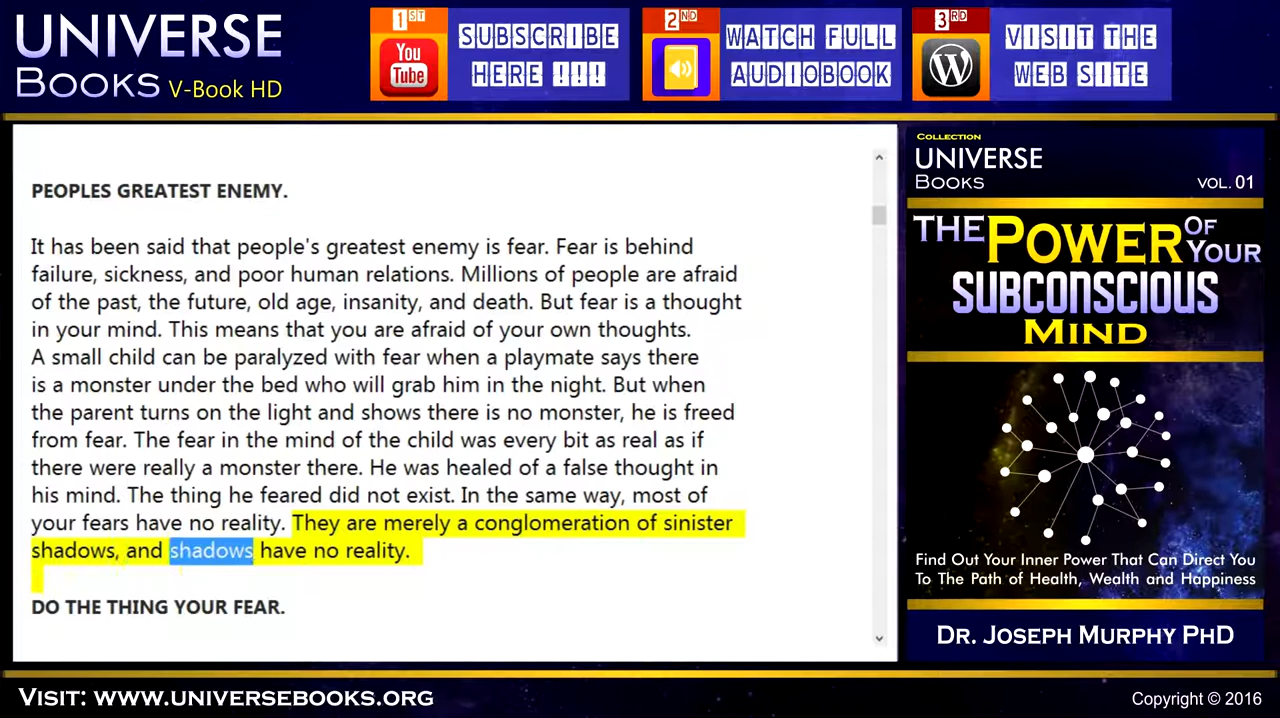 UNIVERSE
BOOKS V-Book HD
1ST
You
Tube
SUBSCRIBE
HERE !!!
2ND
WATCH FULL
AUDIOBOOK
3RD
W
VISIT THE
WEB SITE
PEOPLES GREATEST ENEMY.
It has been said that people's greatest enemy is fear. Fear is behind
failure, sickness, and poor human relations. Millions of people are afraid
of the past, the future, old age, insanity, and death. But fear is a thought
in your mind. This means that you are afraid of your own thoughts.
A small child can be paralyzed with fear when a playmate says there
is a monster under the bed who will grab him in the night. But when
the parent turns on the light and shows there is no monster, he is freed
from fear. The fear in the mind of the child was every bit as real as if
there were really a monster there. He was healed of a false thought in
his mind. The thing he feared did not exist. In the same way, most of
your fears have no reality. They are merely a conglomeration of sinister
shadows, and shadows have no reality.
DO THE THING YOUR FEAR.
COLLECTION
UNIVERSE
BOOKS
VOL. 01
THE POWER OF
YOUR
SUBCONSCIOUS
MIND
Find Out Your Inner Power That Can Direct You
To The Path of Health, Wealth and Happiness
DR. JOSEPH MURPHY PHD
VISIT: WWW.UNIVERSEBOOKS.ORG
Copyright © 2016